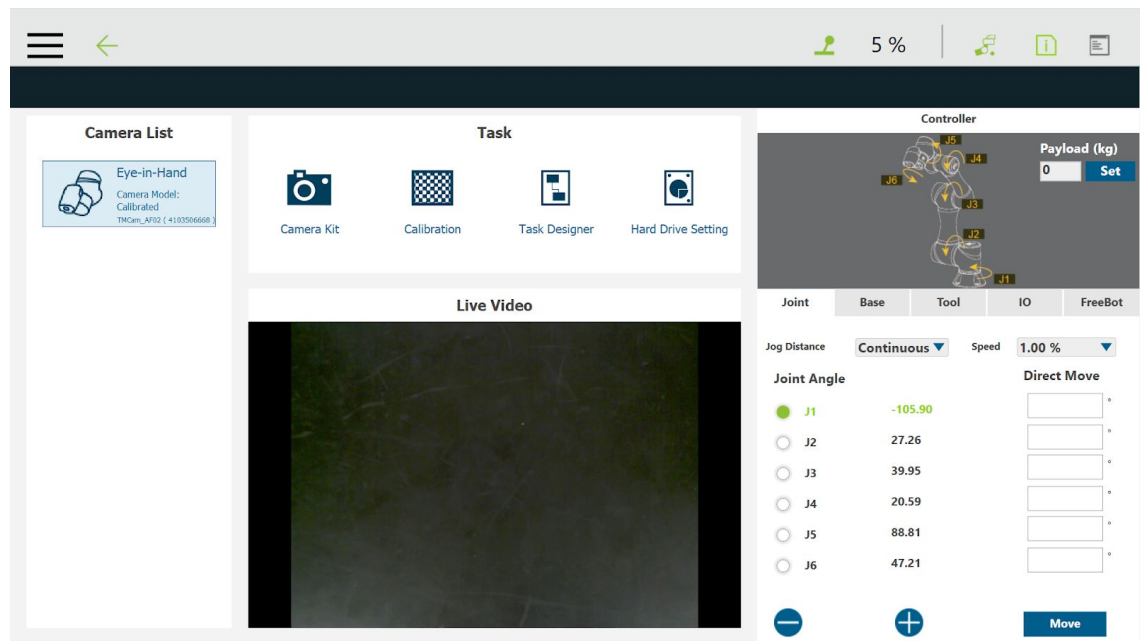 5 %
Camera List
Eye-in-Hand
Camera Model:
Calibrated
TMCam_AF02 ( 4103506668 )
Task
Camera Kit
Calibration
Task Designer
Hard Drive Setting
Live Video
Controller
Payload (kg)
0
Set
J5
J4
J6
J3
J2
J1
Joint
Base
Tool
IO
FreeBot
Jog Distance
Continuous
Speed
1.00 %
Joint Angle
Direct Move
J1 -105.90 °
J2 27.26 °
J3 39.95 °
J4 20.59 °
J5 88.81 °
J6 47.21 °
Move